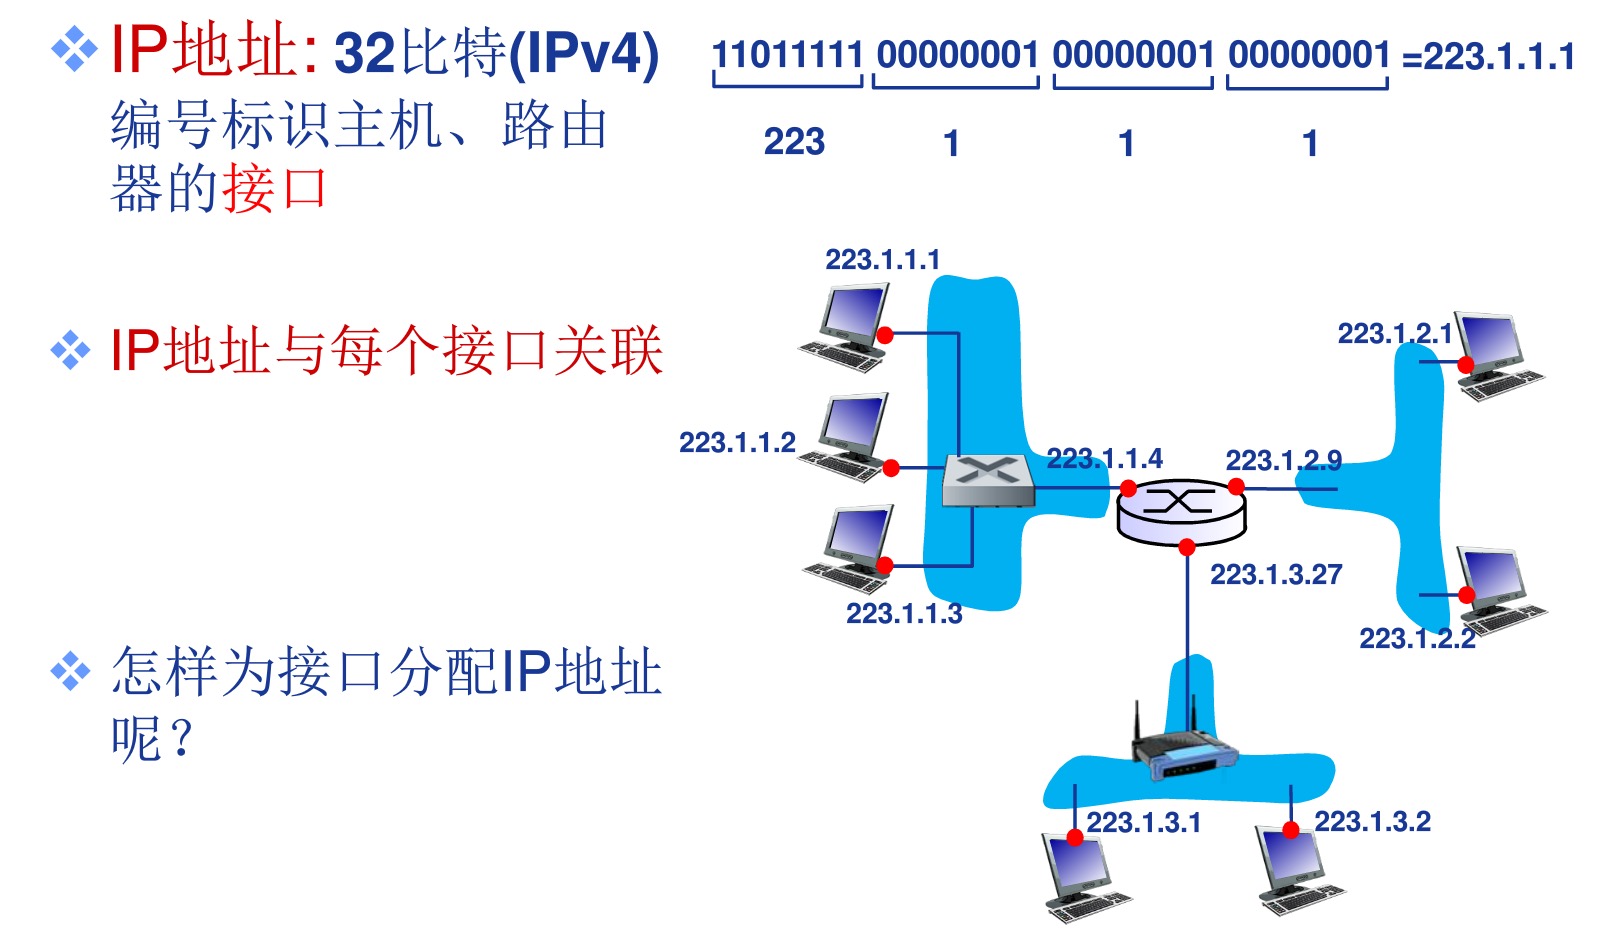 IP地址: 32比特(IPv4)
编号标识主机、路由
器的接口
IP地址与每个接口关联
怎样为接口分配IP地址
呢?
11011111 00000001 00000001 00000001 =223.1.1.1
223 1 1 1
223.1.1.1
223.1.2.1
223.1.1.2
223.1.1.4
223.1.2.9
223.1.3.27
223.1.1.3
223.1.2.2
223.1.3.1
223.1.3.2